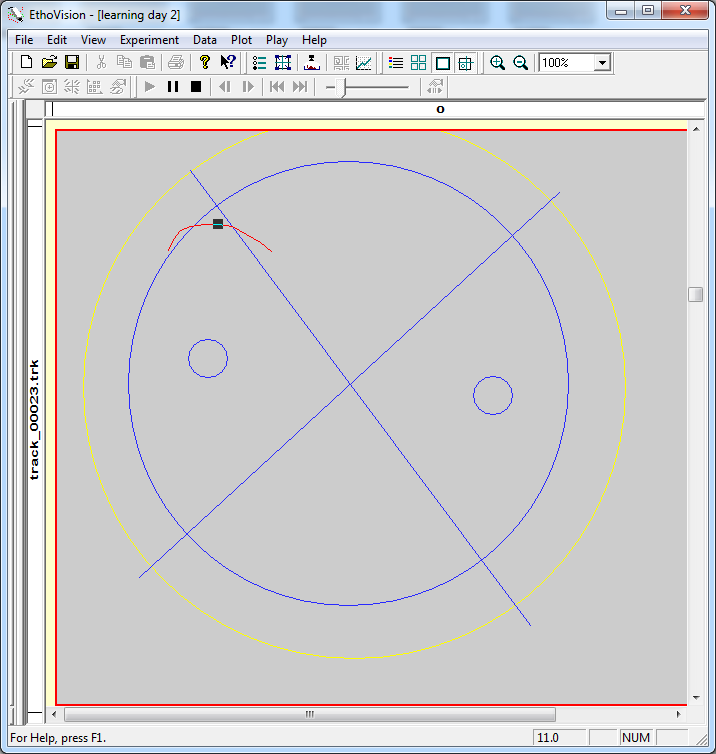 EthoVision - [learning day 2]
File Edit View Experiment Data Plot Play Help
100%
o
track_00023.trk
For Help, press F1.
11.0
NUM